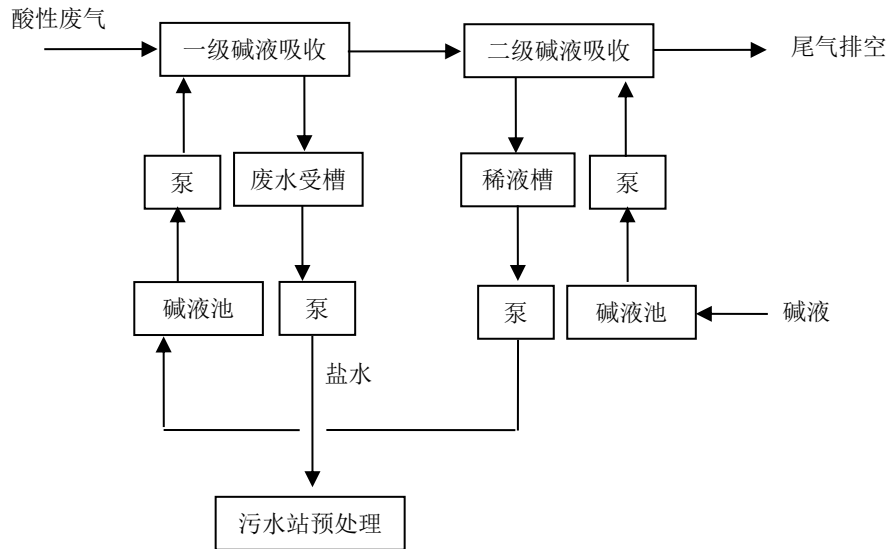 酸性废气
一级碱液吸收
二级碱液吸收
尾气排空
泵
废水受槽
稀液槽
泵
碱液池
泵
泵
碱液池
碱液
盐水
污水站预处理